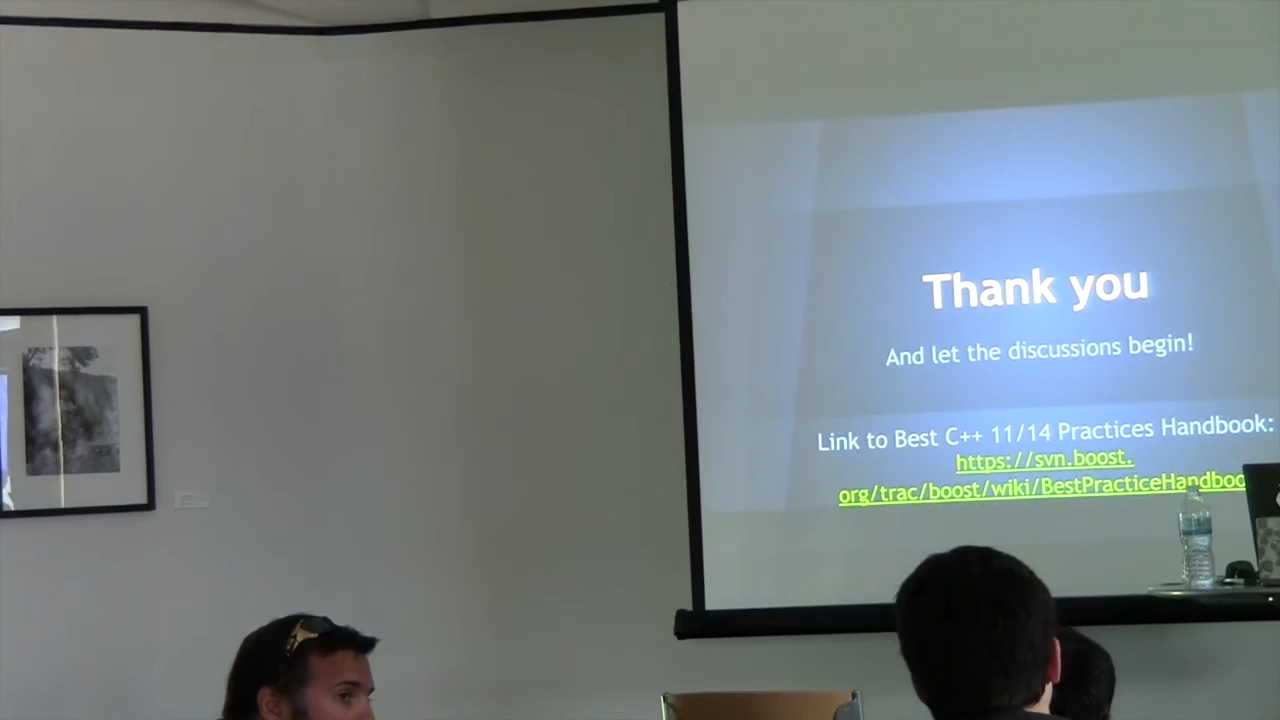 Thank you
And let the discussions begin!
Link to Best C++ 11/14 Practices Handbook:
https://svn.boost.
org/trac/boost/wiki/BestPracticeHandboo